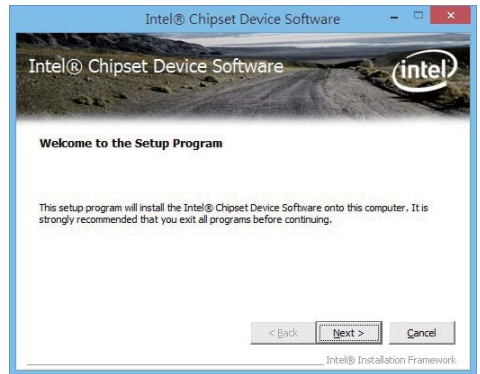 Intel® Chipset Device Software
Intel® Chipset Device Software
intel®
Welcome to the Setup Program
This setup program will install the Intel® Chipset Device Software onto this computer. It is
strongly recommended that you exit all programs before continuing.
< Back Next > Cancel
Intel® Installation Framework